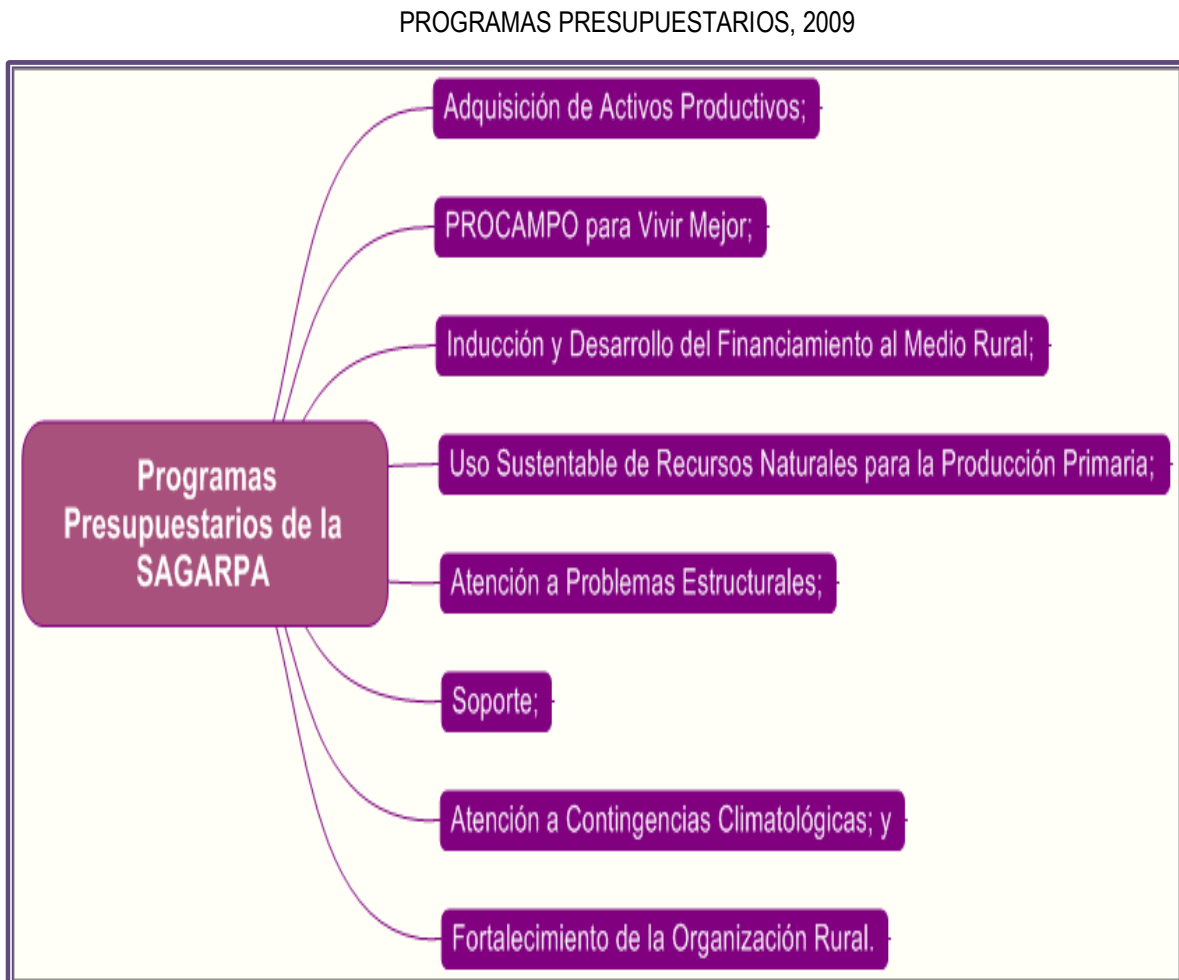 PROGRAMAS PRESUPUESTARIOS, 2009
Adquisición de Activos Productivos;
PROCAMPO para Vivir Mejor;
Inducción y Desarrollo del Financiamiento al Medio Rural;
Uso Sustentable de Recursos Naturales para la Producción Primaria;
Programas
Presupuestarios de la
SAGARPA
Atención a Problemas Estructurales;
Soporte;
Atención a Contingencias Climatológicas; y
Fortalecimiento de la Organización Rural.